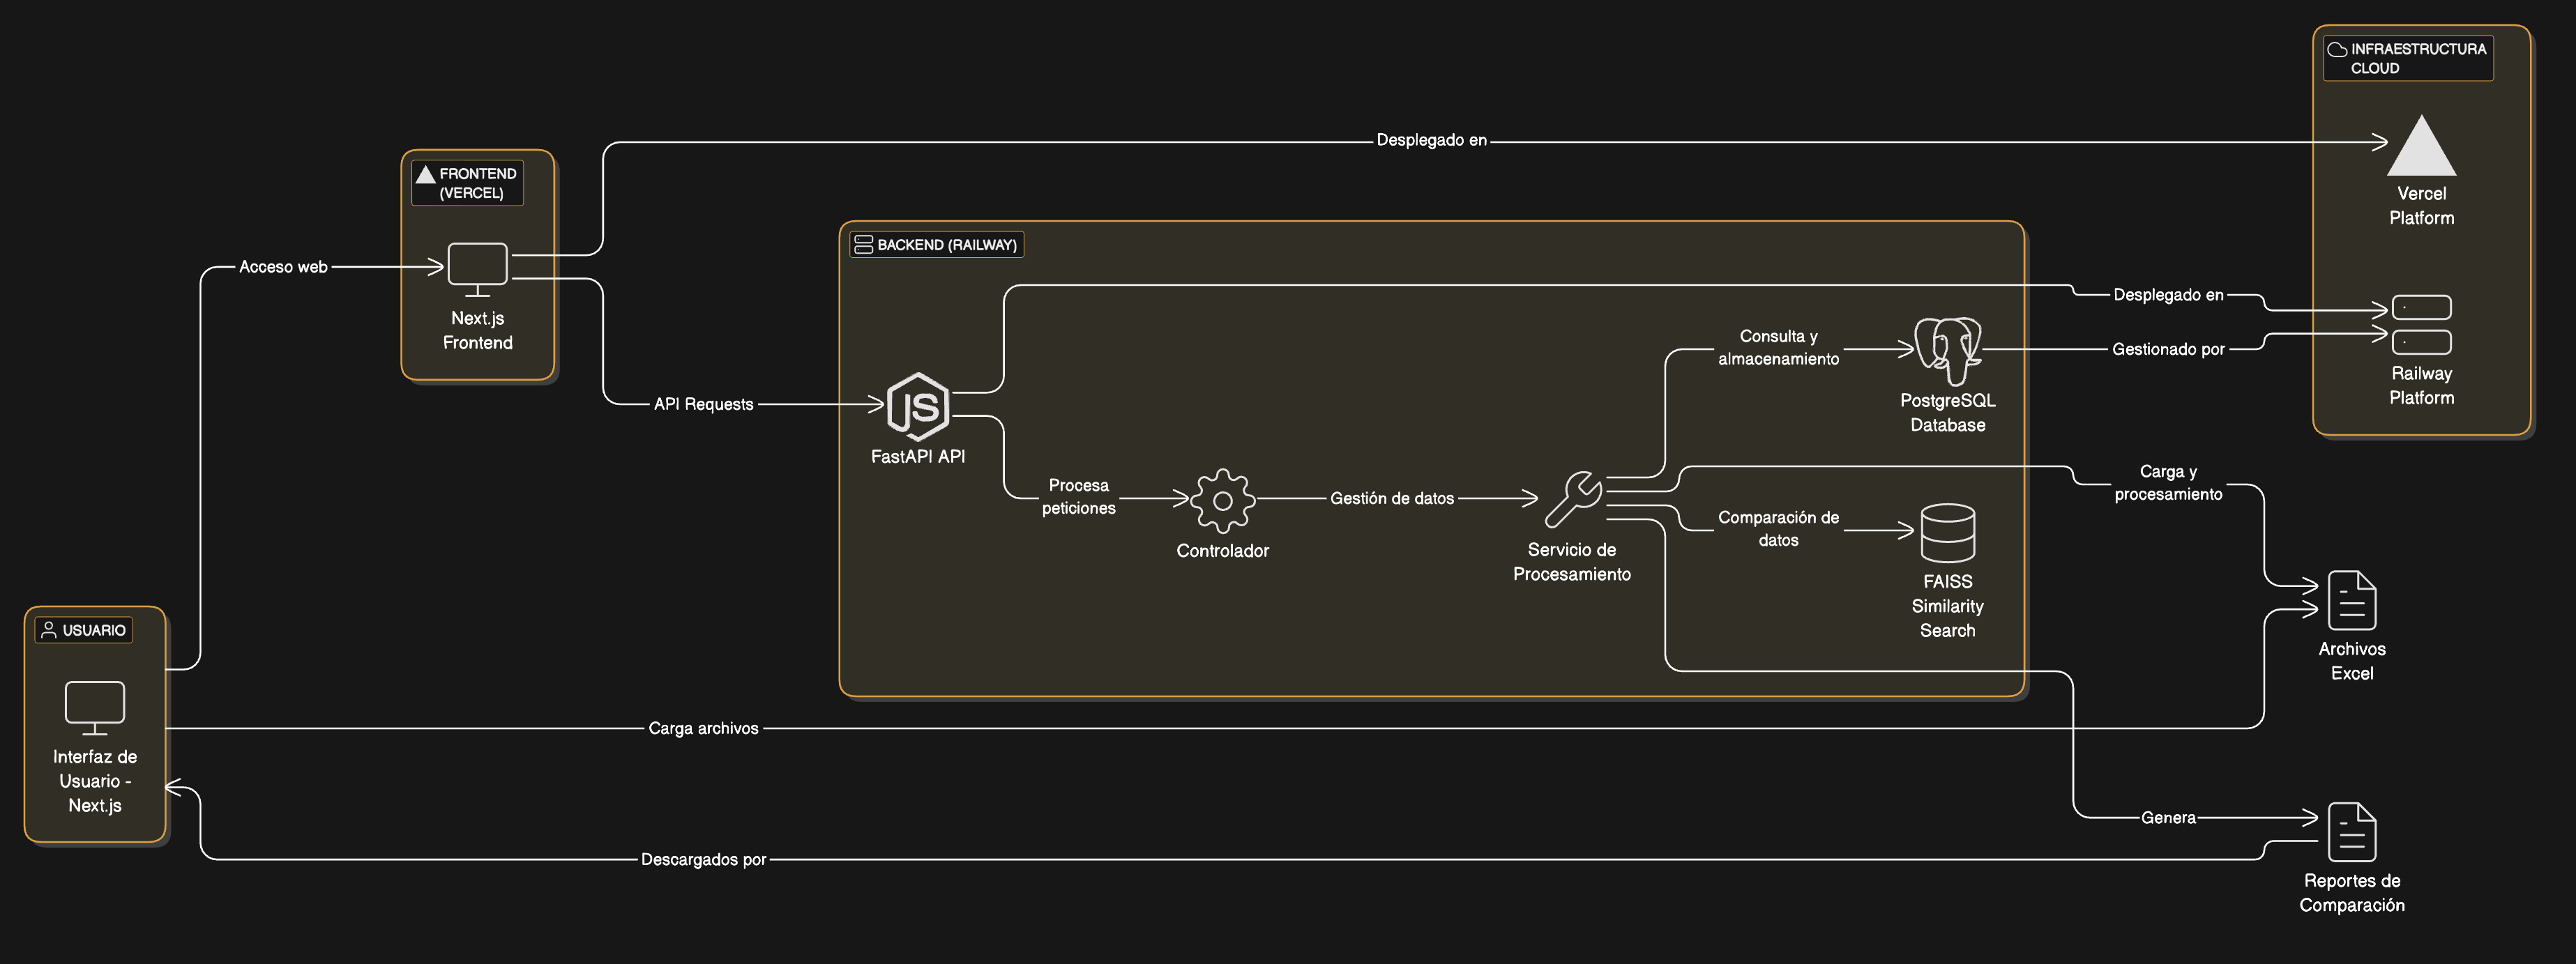 INFRAESTRUCTURA
CLOUD
Vercel
Platform
Desplegado en
FRONTEND
(VERCEL)
Next.js
Frontend
Acceso web
BACKEND (RAILWAY)
Desplegado en
Gestionado por
Railway
Platform
Consulta y
almacenamiento
PostgreSQL
Database
API Requests
JS
FastAPI API
Procesa
peticiones
Controlador
Gestión de datos
Servicio de
Procesamiento
Carga y
procesamiento
Comparación de
datos
FAISS
Similarity
Search
Archivos
Excel
USUARIO
Interfaz de
Usuario -
Next.js
Carga archivos
Genera
Descargados por
Reportes de
Comparación